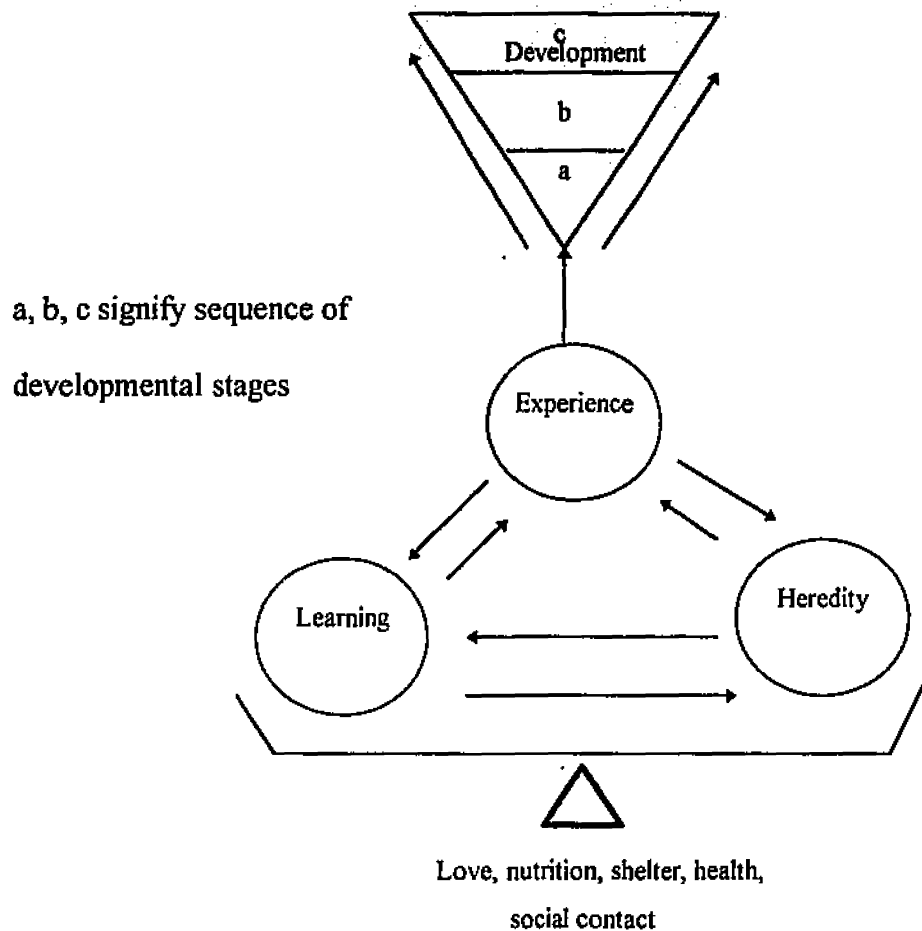 c
Development
b
a
a, b, c signify sequence of
developmental stages
Experience
Learning
Heredity
Love, nutrition, shelter, health,
social contact